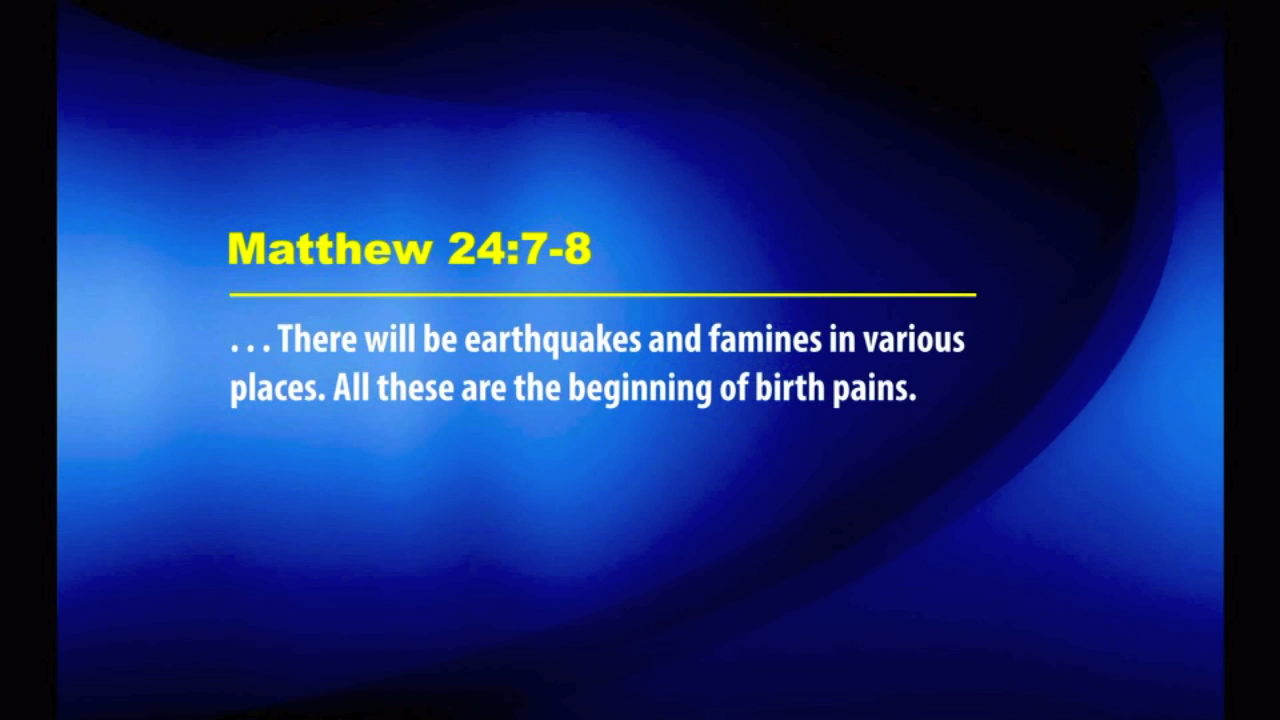 Matthew 24:7-8
. . . There will be earthquakes and famines in various
places. All these are the beginning of birth pains.